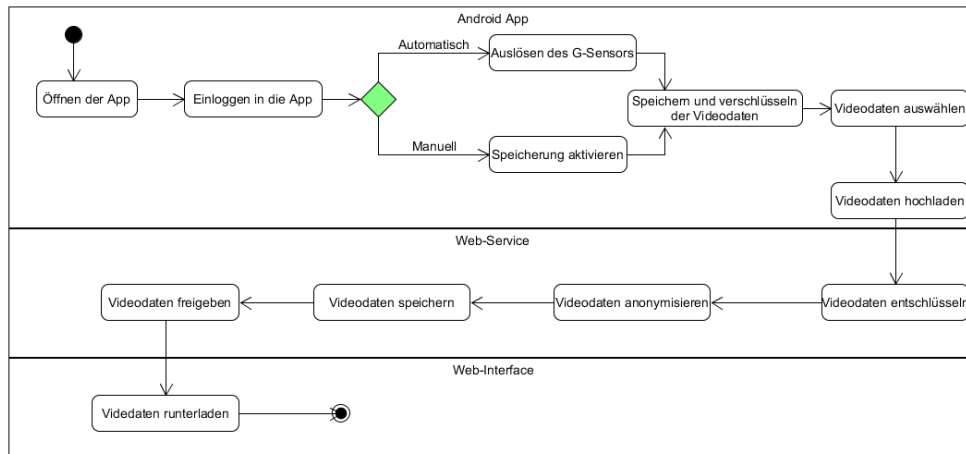 Android App
Öffnen der App
Einloggen in die App
Automatisch
Auslösen des G-Sensors
Manuell
Speicherung aktivieren
Speichern und verschlüsseln
der Videodaten
Videodaten auswählen
Videodaten hochladen
Web-Service
Videodaten entschlüsseln
Videodaten anonymisieren
Videodaten speichern
Videodaten freigeben
Web-Interface
Videdaten runterladen